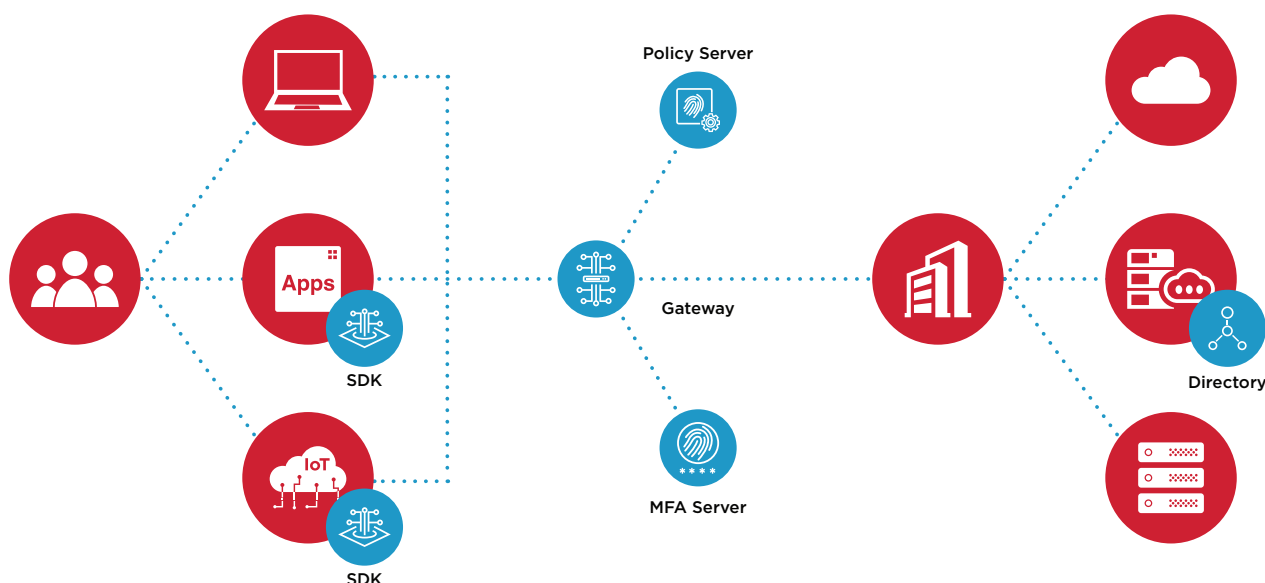 Policy Server
Apps
SDK
Gateway
Directory
IoT
MFA Server
****
SDK